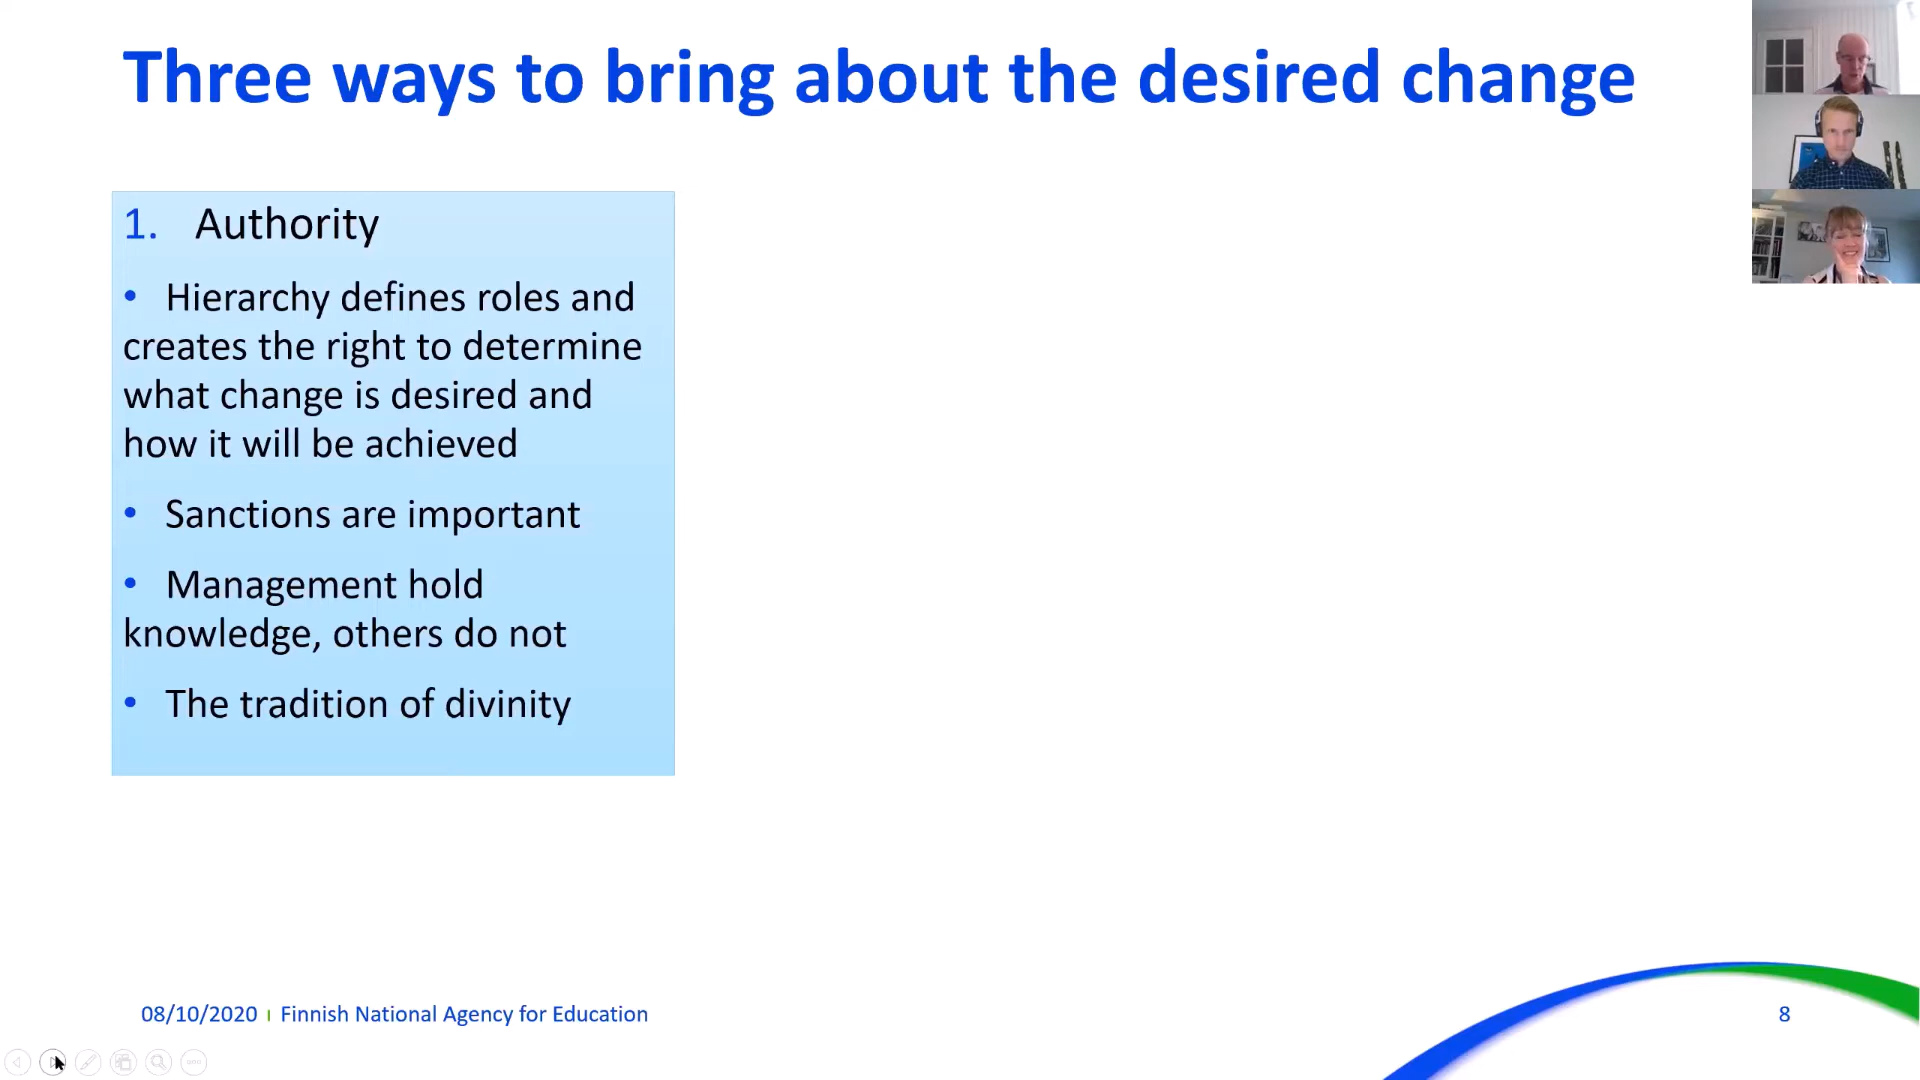 Three ways to bring about the desired change
1. Authority
• Hierarchy defines roles and
creates the right to determine
what change is desired and
how it will be achieved
• Sanctions are important
• Management hold
knowledge, others do not
• The tradition of divinity
08/10/2020 I Finnish National Agency for Education
8